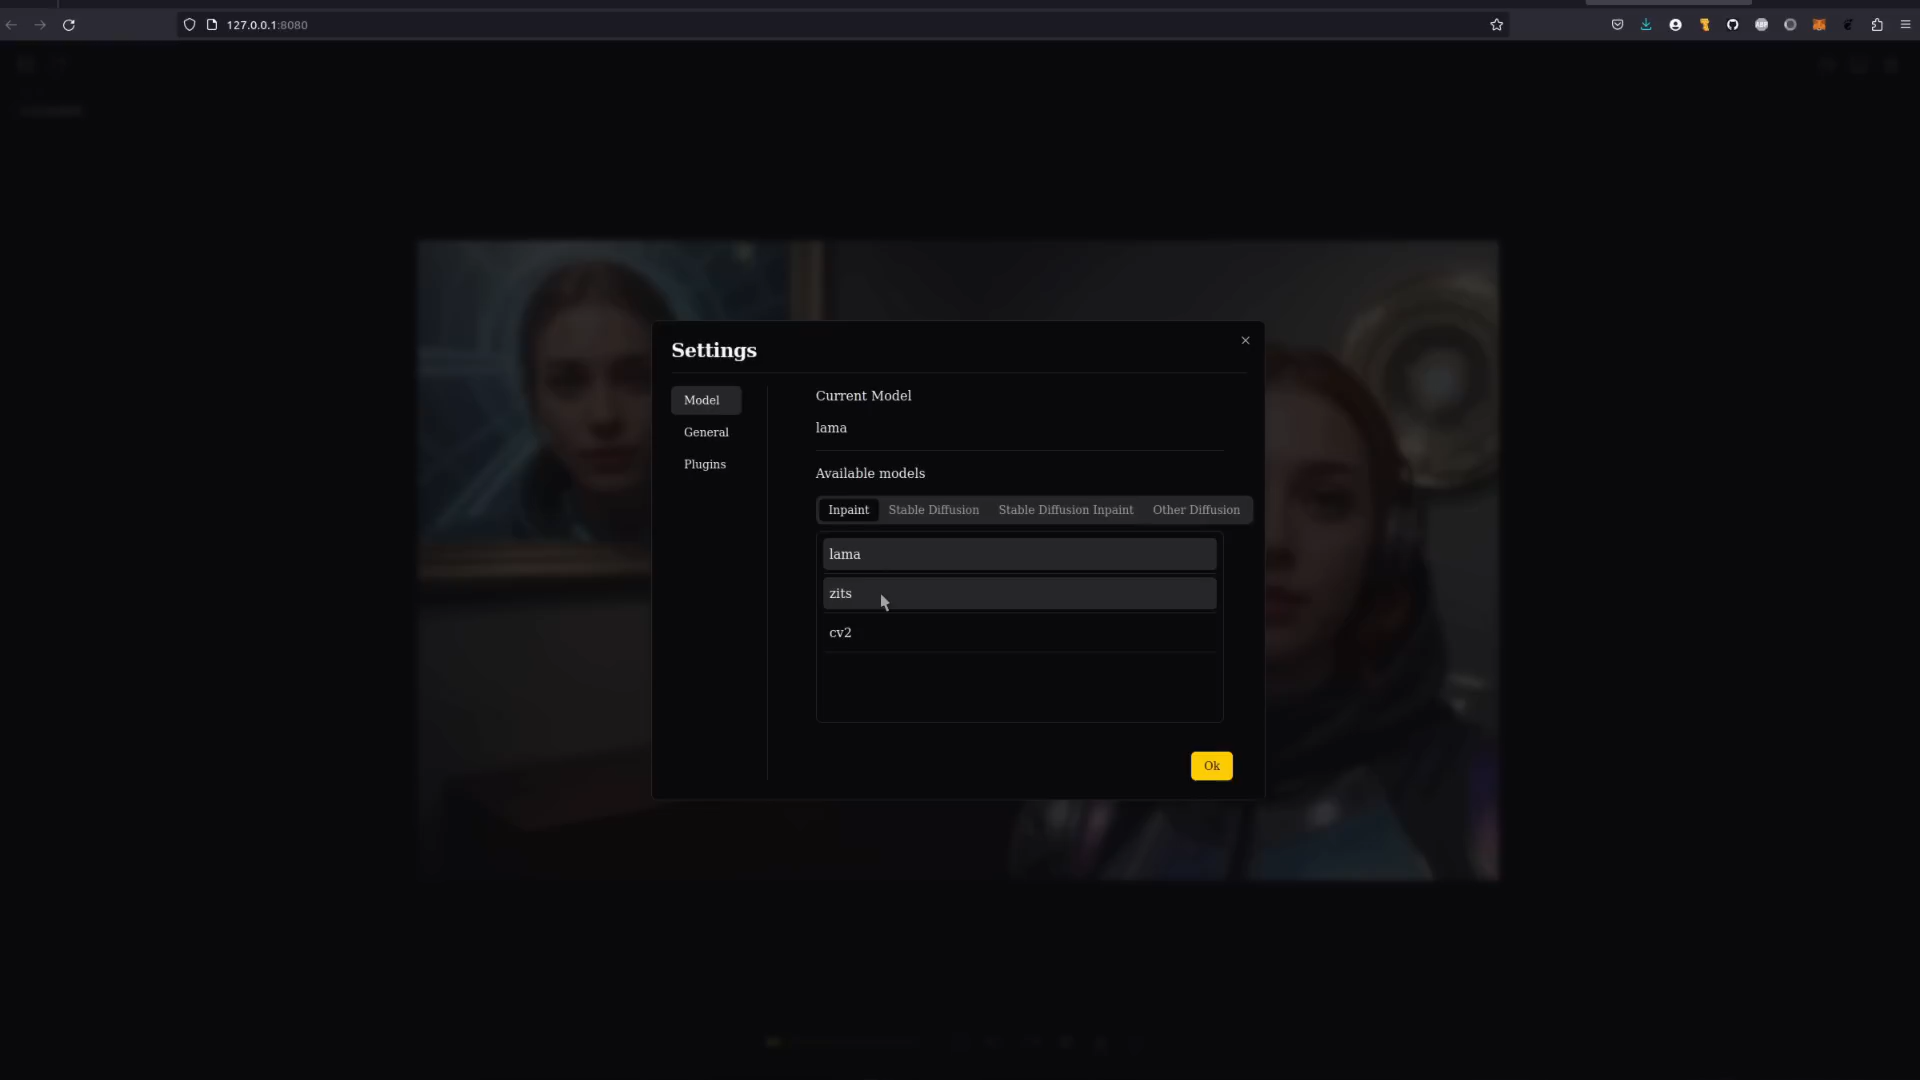 127.0.0.1:8080
Settings
Model
General
Plugins
Current Model
lama
Available models
Inpaint Stable Diffusion Stable Diffusion Inpaint Other Diffusion
lama
zits
cv2
Ok